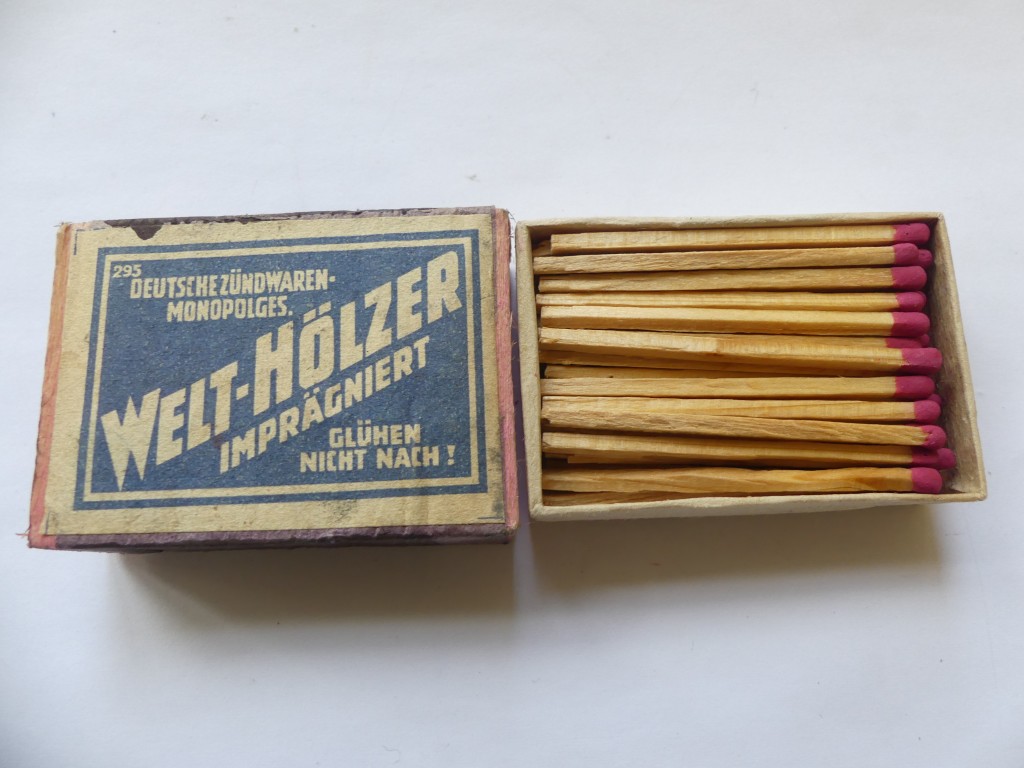 295
DEUTSCHE ZÜNDWAREN-
MONOPOLGES.
WELT-HÖLZER
IMPRÄGNIERT
GLÜHEN
NICHT NACH!